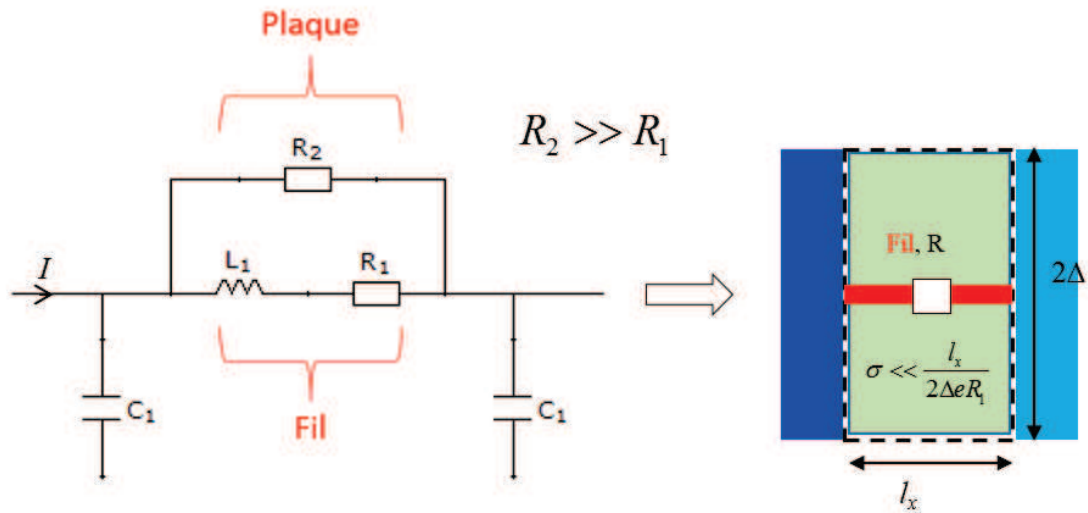 Plaque
R₂
R₂ >> R₁
I
L₁
R₁
C₁
C₁
Fil
Fil, R
2Δ
σ << lₓ / 2ΔeR₁
lₓ